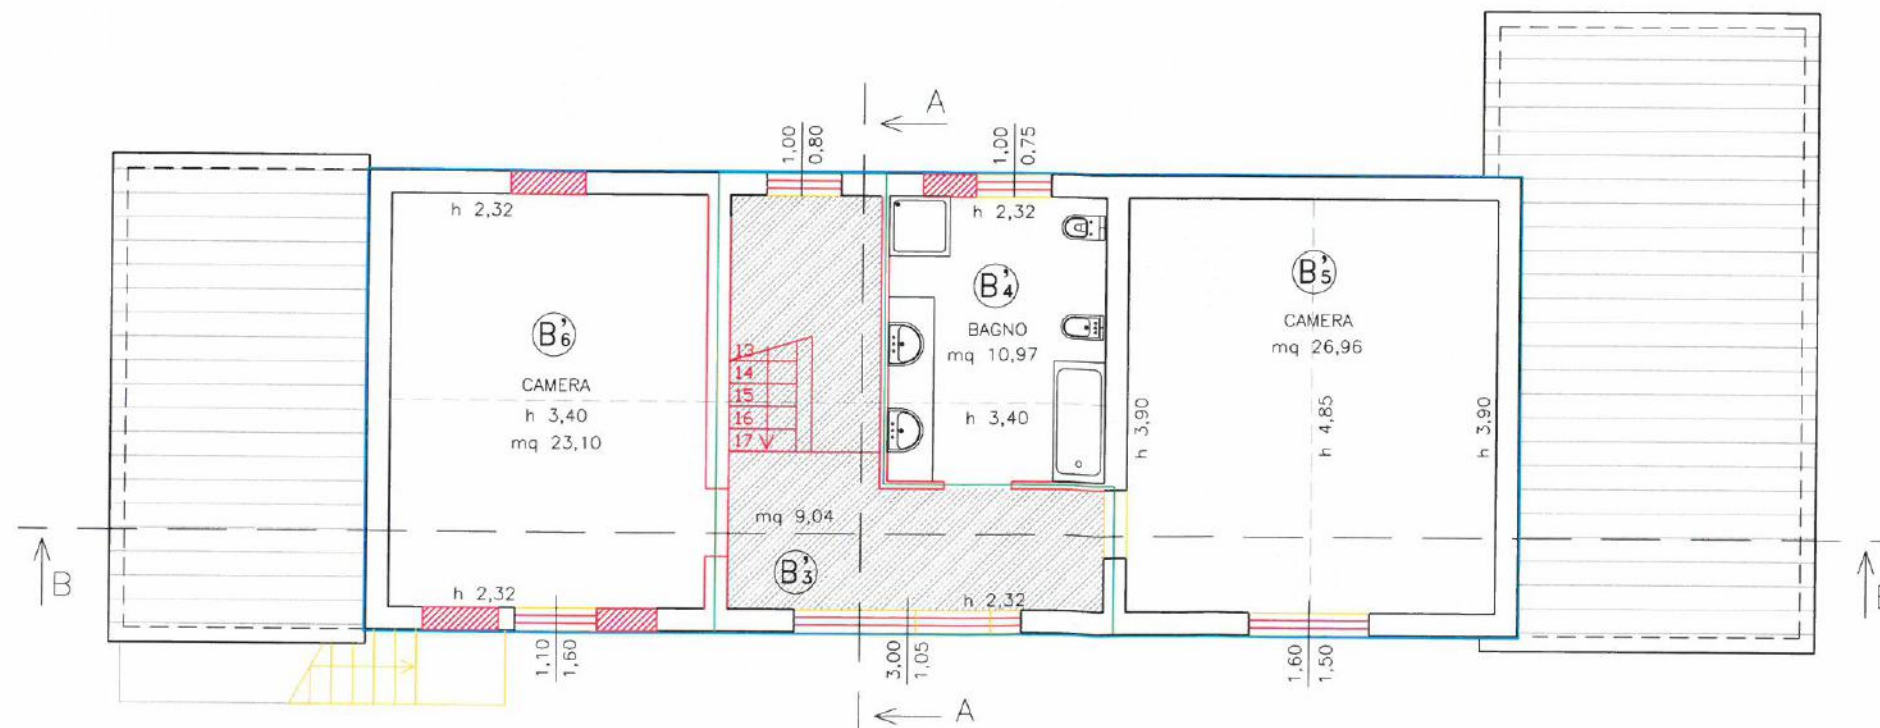 A
1,00
0,80
1,00
0,75
h 2,32
h 2,32
B'6
CAMERA
h 3,40
mq 23,10
13
14
15
16
17
B'4
BAGNO
mq 10,97
h 3,40
B'5
CAMERA
mq 26,96
h 3,90
h 4,85
h 3,90
mq 9,04
B'3
h 2,32
h 2,32
B
1,10
1,60
3,00
1,05
1,60
1,50
A